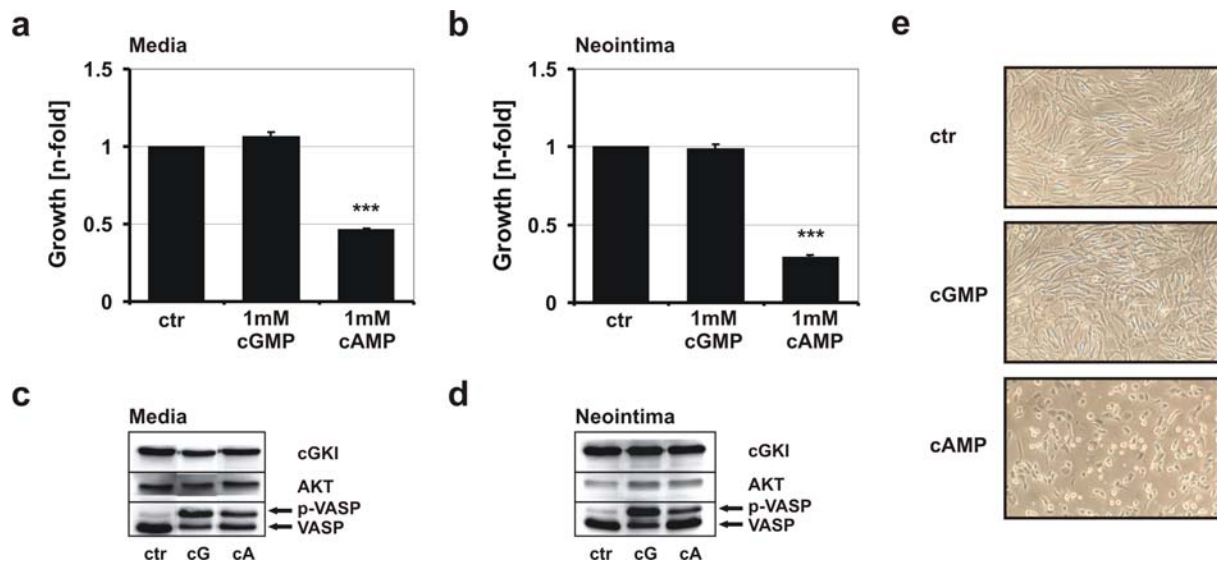 a
Media
Growth [n-fold]
1.5
1
0.5
0
***
ctr
1mM
cGMP
1mM
cAMP
b
Neointima
Growth [n-fold]
1.5
1
0.5
0
***
ctr
1mM
cGMP
1mM
cAMP
c
Media
cGKI
AKT
p-VASP
VASP
ctr cG cA
d
Neointima
cGKI
AKT
p-VASP
VASP
ctr cG cA
e
ctr
cGMP
cAMP